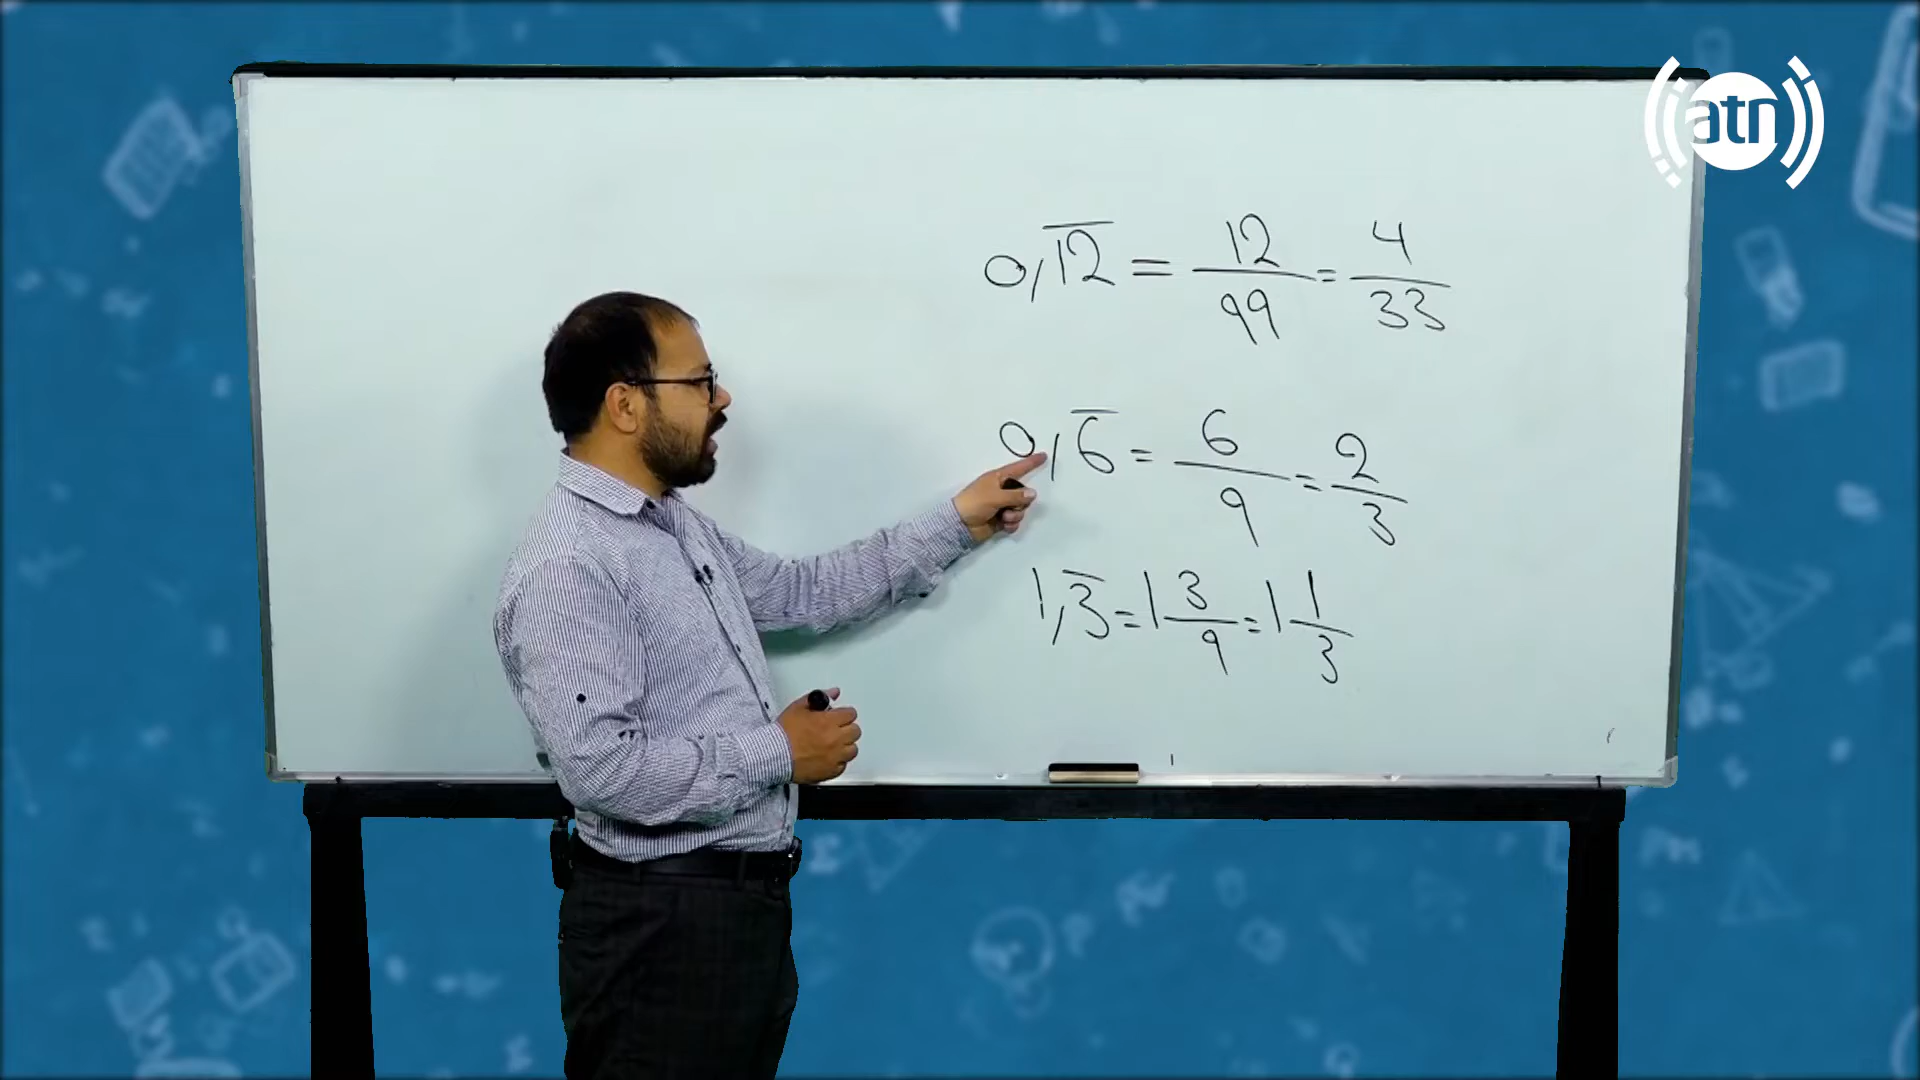 atn
0,1̅2̅ = 12/99 = 4/33
0,6̅ = 6/9 = 2/3
1,3̅ = 1 3/9 = 1 1/3